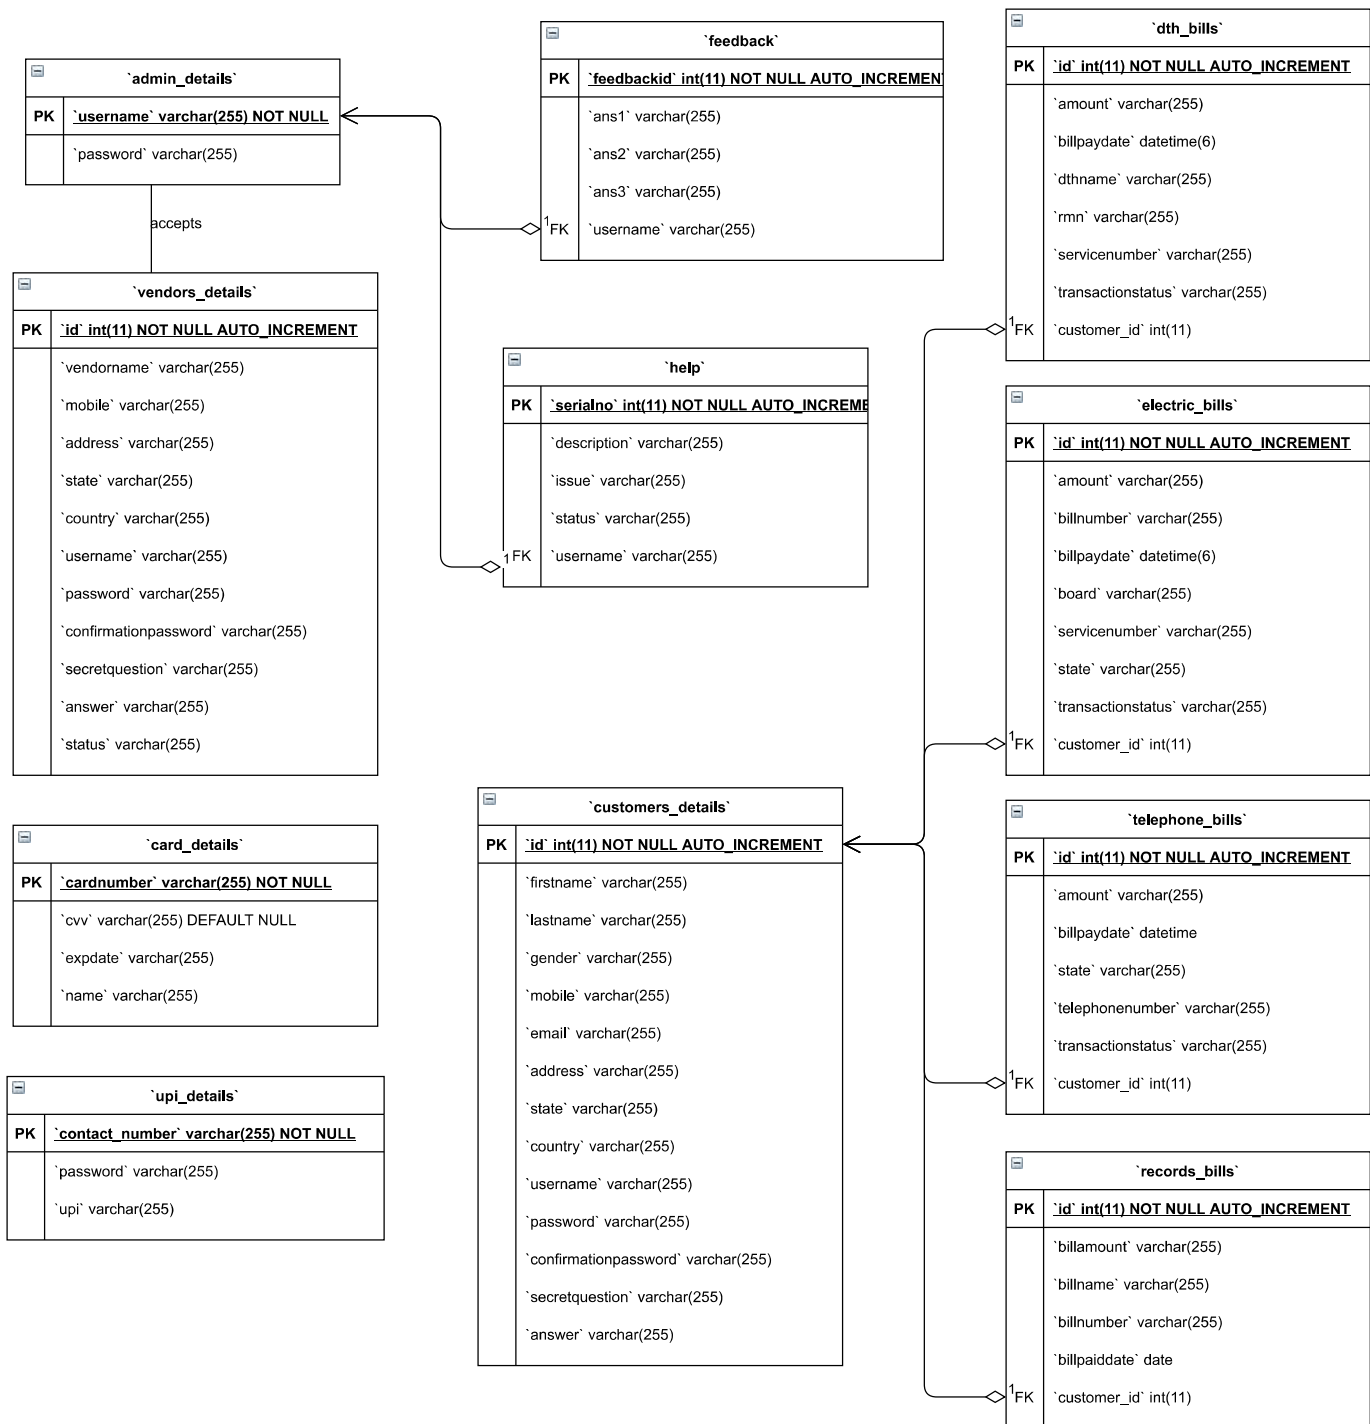 `admin_details`
PK `username` varchar(255) NOT NULL
`password` varchar(255)
accepts
`vendors_details`
PK `id` int(11) NOT NULL AUTO_INCREMENT
`vendorname` varchar(255)
`mobile` varchar(255)
`address` varchar(255)
`state` varchar(255)
`country` varchar(255)
`username` varchar(255)
`password` varchar(255)
`confirmationpassword` varchar(255)
`secretquestion` varchar(255)
`answer` varchar(255)
`status` varchar(255)
`card_details`
PK `cardnumber` varchar(255) NOT NULL
`cvv` varchar(255) DEFAULT NULL
`expdate` varchar(255)
`name` varchar(255)
`upi_details`
PK `contact_number` varchar(255) NOT NULL
`password` varchar(255)
`upi` varchar(255)
`feedback`
PK `feedbackid` int(11) NOT NULL AUTO_INCREMEN
`ans1` varchar(255)
`ans2` varchar(255)
`ans3` varchar(255)
1 FK `username` varchar(255)
`help`
PK `serialno` int(11) NOT NULL AUTO_INCREME
`description` varchar(255)
`issue` varchar(255)
`status` varchar(255)
1 FK `username` varchar(255)
`customers_details`
PK `id` int(11) NOT NULL AUTO_INCREMENT
`firstname` varchar(255)
`lastname` varchar(255)
`gender` varchar(255)
`mobile` varchar(255)
`email` varchar(255)
`address` varchar(255)
`state` varchar(255)
`country` varchar(255)
`username` varchar(255)
`password` varchar(255)
`confirmationpassword` varchar(255)
`secretquestion` varchar(255)
`answer` varchar(255)
`dth_bills`
PK `id` int(11) NOT NULL AUTO_INCREMENT
`amount` varchar(255)
`billpaydate` datetime(6)
`dthname` varchar(255)
`rmn` varchar(255)
`servicenumber` varchar(255)
`transactionstatus` varchar(255)
1 FK `customer_id` int(11)
`electric_bills`
PK `id` int(11) NOT NULL AUTO_INCREMENT
`amount` varchar(255)
`billnumber` varchar(255)
`billpaydate` datetime(6)
`board` varchar(255)
`servicenumber` varchar(255)
`state` varchar(255)
`transactionstatus` varchar(255)
1 FK `customer_id` int(11)
`telephone_bills`
PK `id` int(11) NOT NULL AUTO_INCREMENT
`amount` varchar(255)
`billpaydate` datetime
`state` varchar(255)
`telephonenumber` varchar(255)
`transactionstatus` varchar(255)
1 FK `customer_id` int(11)
`records_bills`
PK `id` int(11) NOT NULL AUTO_INCREMENT
`billamount` varchar(255)
`billname` varchar(255)
`billnumber` varchar(255)
`billpaiddate` date
1 FK `customer_id` int(11)